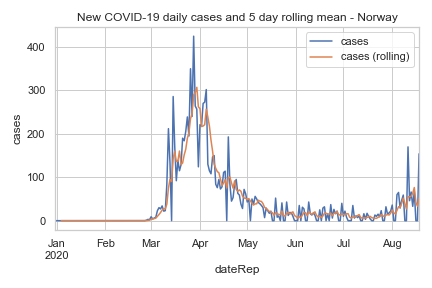 New COVID-19 daily cases and 5 day rolling mean - Norway
cases
cases (rolling)
400
300
200
100
0
cases
Jan Feb Mar Apr May Jun Jul Aug
2020
dateRep